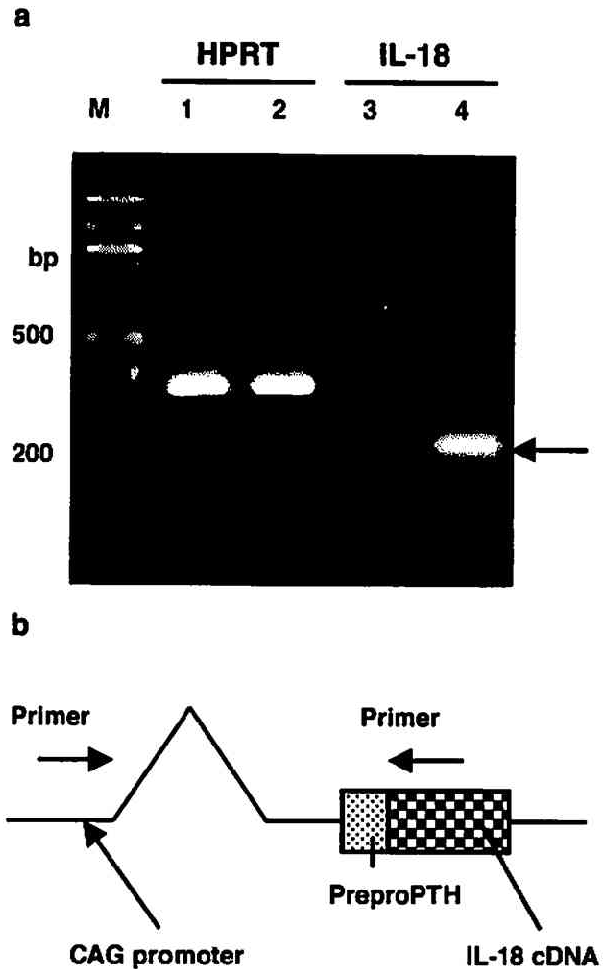 a
HPRT IL-18
M 1 2 3 4
bp
500
200
b
Primer Primer
PreproPTH
CAG promoter IL-18 cDNA